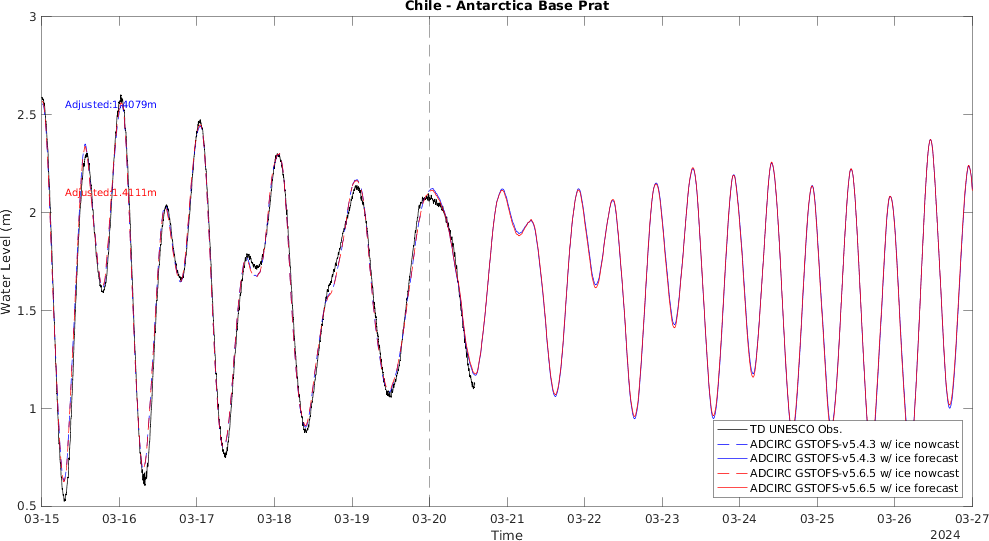 Chile - Antarctica Base Prat
3
2.5
2
1.5
1
0.5
Water Level (m)
Adjusted:1.4079m
Adjusted:1.4111m
TD UNESCO Obs.
ADCIRC GSTOFS-v5.4.3 w/ ice nowcast
ADCIRC GSTOFS-v5.4.3 w/ ice forecast
ADCIRC GSTOFS-v5.6.5 w/ ice nowcast
ADCIRC GSTOFS-v5.6.5 w/ ice forecast
03-15 03-16 03-17 03-18 03-19 03-20 03-21 03-22 03-23 03-24 03-25 03-26 03-27
Time
2024